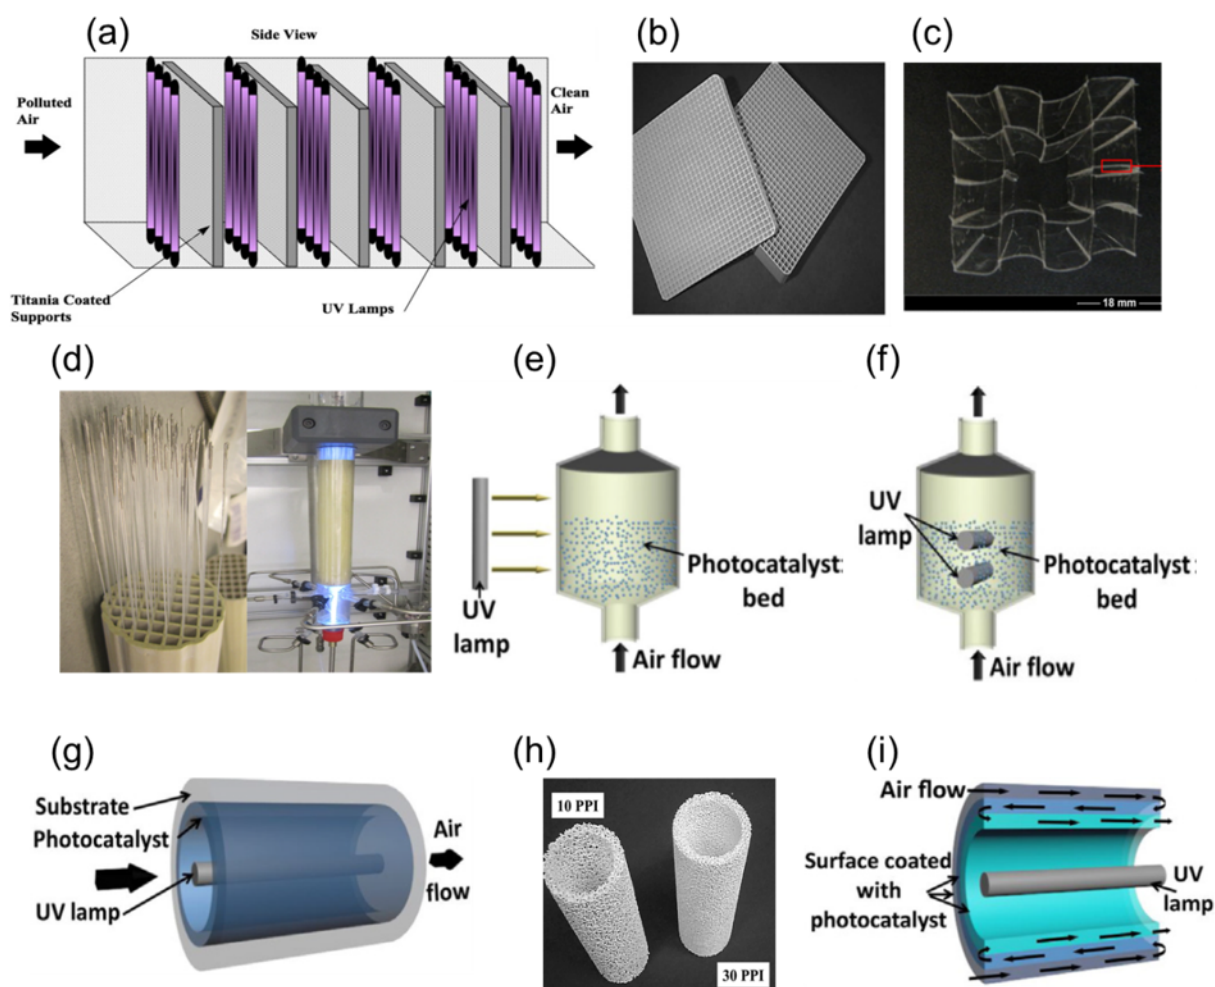 (a)
Side View
Polluted
Air
Clean
Air
Titania Coated
Supports
UV Lamps
(b)
(c)
18 mm
(d)
(e)
UV
lamp
Photocatalyst
bed
Air flow
(f)
UV
lamp
Photocatalyst
bed
Air flow
(g)
Substrate
Photocatalyst
UV lamp
Air
flow
(h)
10 PPI
30 PPI
(i)
Air flow
Surface coated
with
photocatalyst
UV
lamp